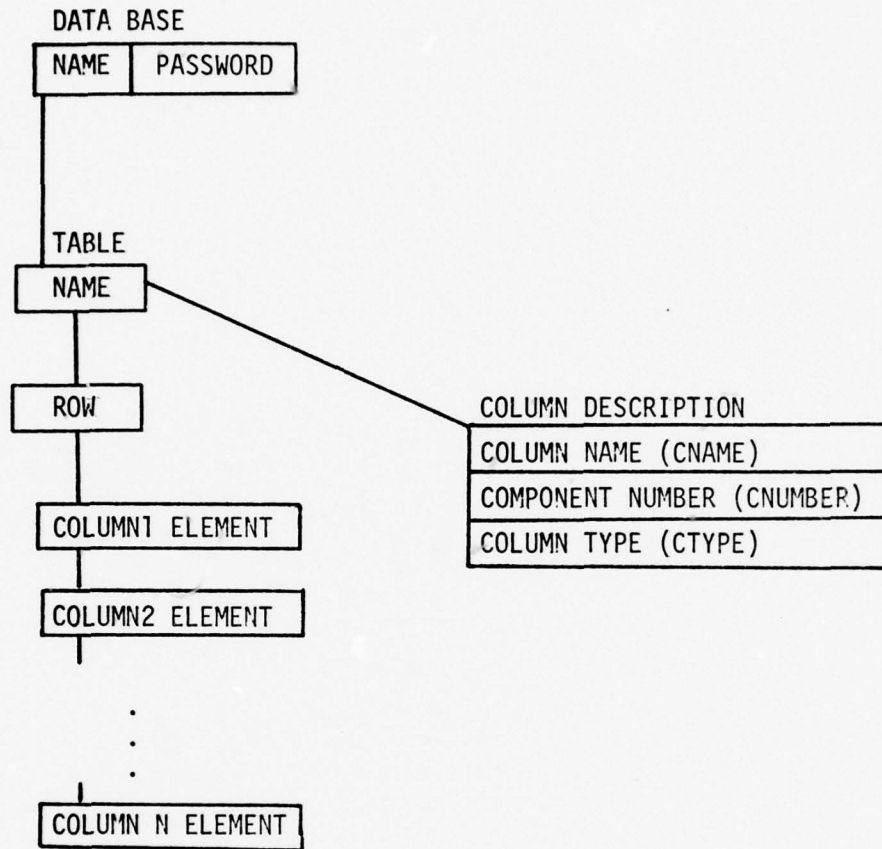 DATA BASE
NAME PASSWORD
TABLE
NAME
ROW
COLUMN DESCRIPTION
COLUMN NAME (CNAME)
COMPONENT NUMBER (CNUMBER)
COLUMN TYPE (CTYPE)
COLUMN1 ELEMENT
COLUMN2 ELEMENT
.
.
.
COLUMN N ELEMENT